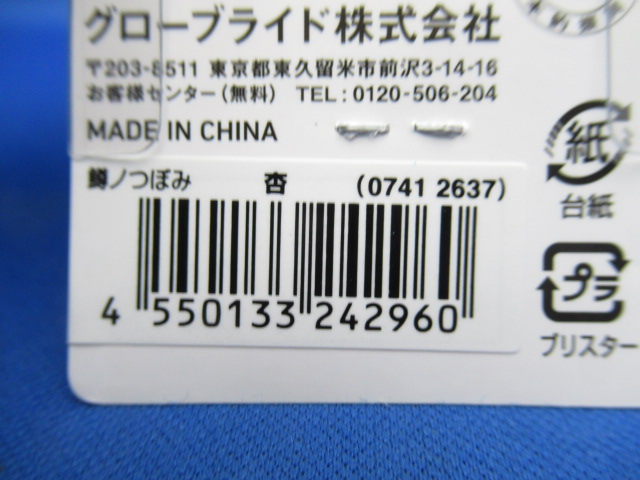 グローブライド株式会社
〒203-8511 東京都東久留米市前沢3-14-16
お客様センター(無料) TEL:0120-506-204
MADE IN CHINA
鱒ノつぼみ 杏 (0741 2637)
4 550133 242960
紙
台紙
プラ
ブリスター